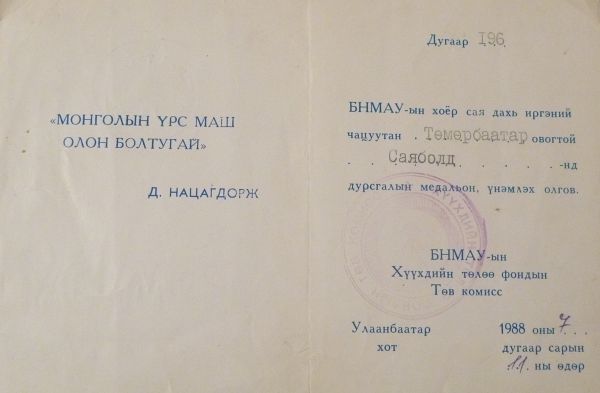 «МОНГОЛЫН ҮРС МАШ
ОЛОН БОЛТУГАЙ»
Д. НАЦАГДОРЖ
Дугаар 196
БНМАУ-ын хоёр сая дахь иргэний
чацуутан . Төмөрбаатар овогтой
. . . Саяболд . . . . . -нд
дурсгалын медальон, үнэмлэх олгов.
БНМАУ-ын
Хүүхдийн төлөө фондын
Төв комисс
Улаанбаатар
хот
1988 оны 7. . .
дугаар сарын
.11. ны өдөр